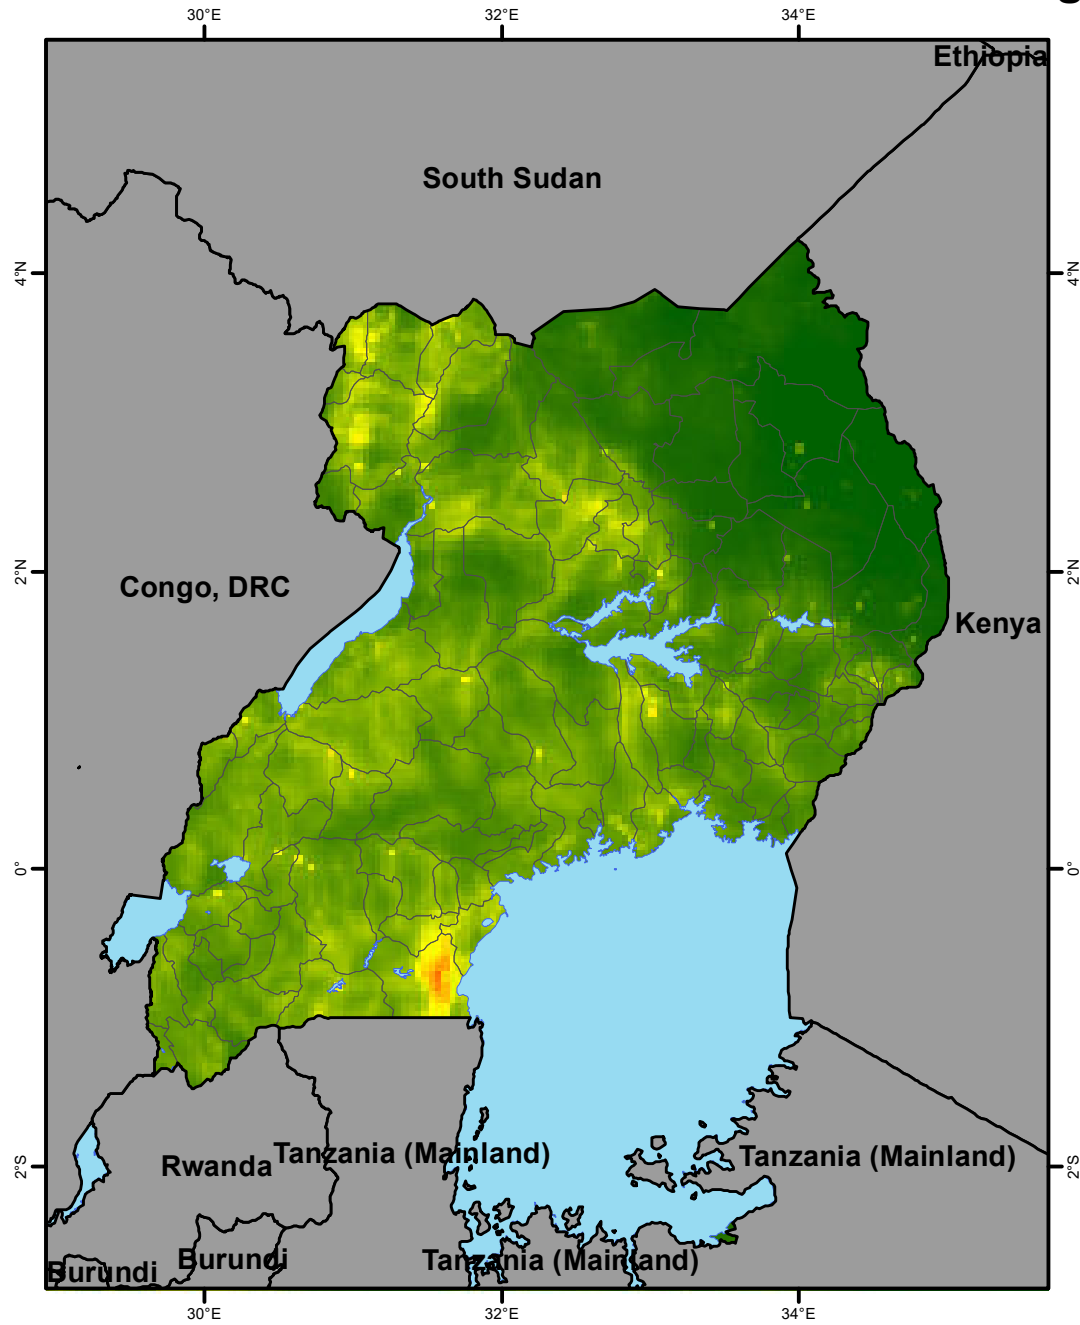 30°E 32°E 34°E
Ethiopia
South Sudan
4°N 4°N
2°N 2°N
Congo, DRC
Kenya
0° 0°
Rwanda Tanzania (Mainland) Tanzania (Mainland)
2°S 2°S
Burundi Burundi Tanzania (Mainland)
30°E 32°E 34°E